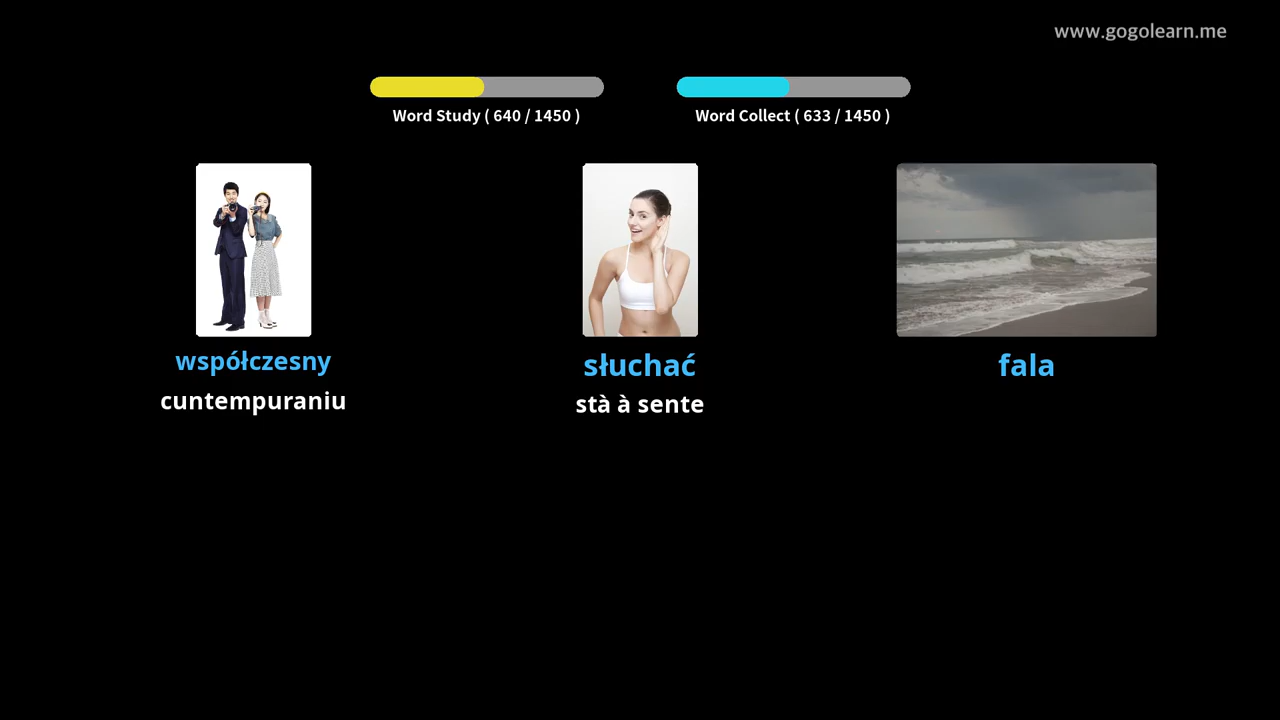 www.gogolearn.me
Word Study ( 640 / 1450 )
Word Collect ( 633 / 1450 )
współczesny
cuntempuraniu
słuchać
stà à sente
fala